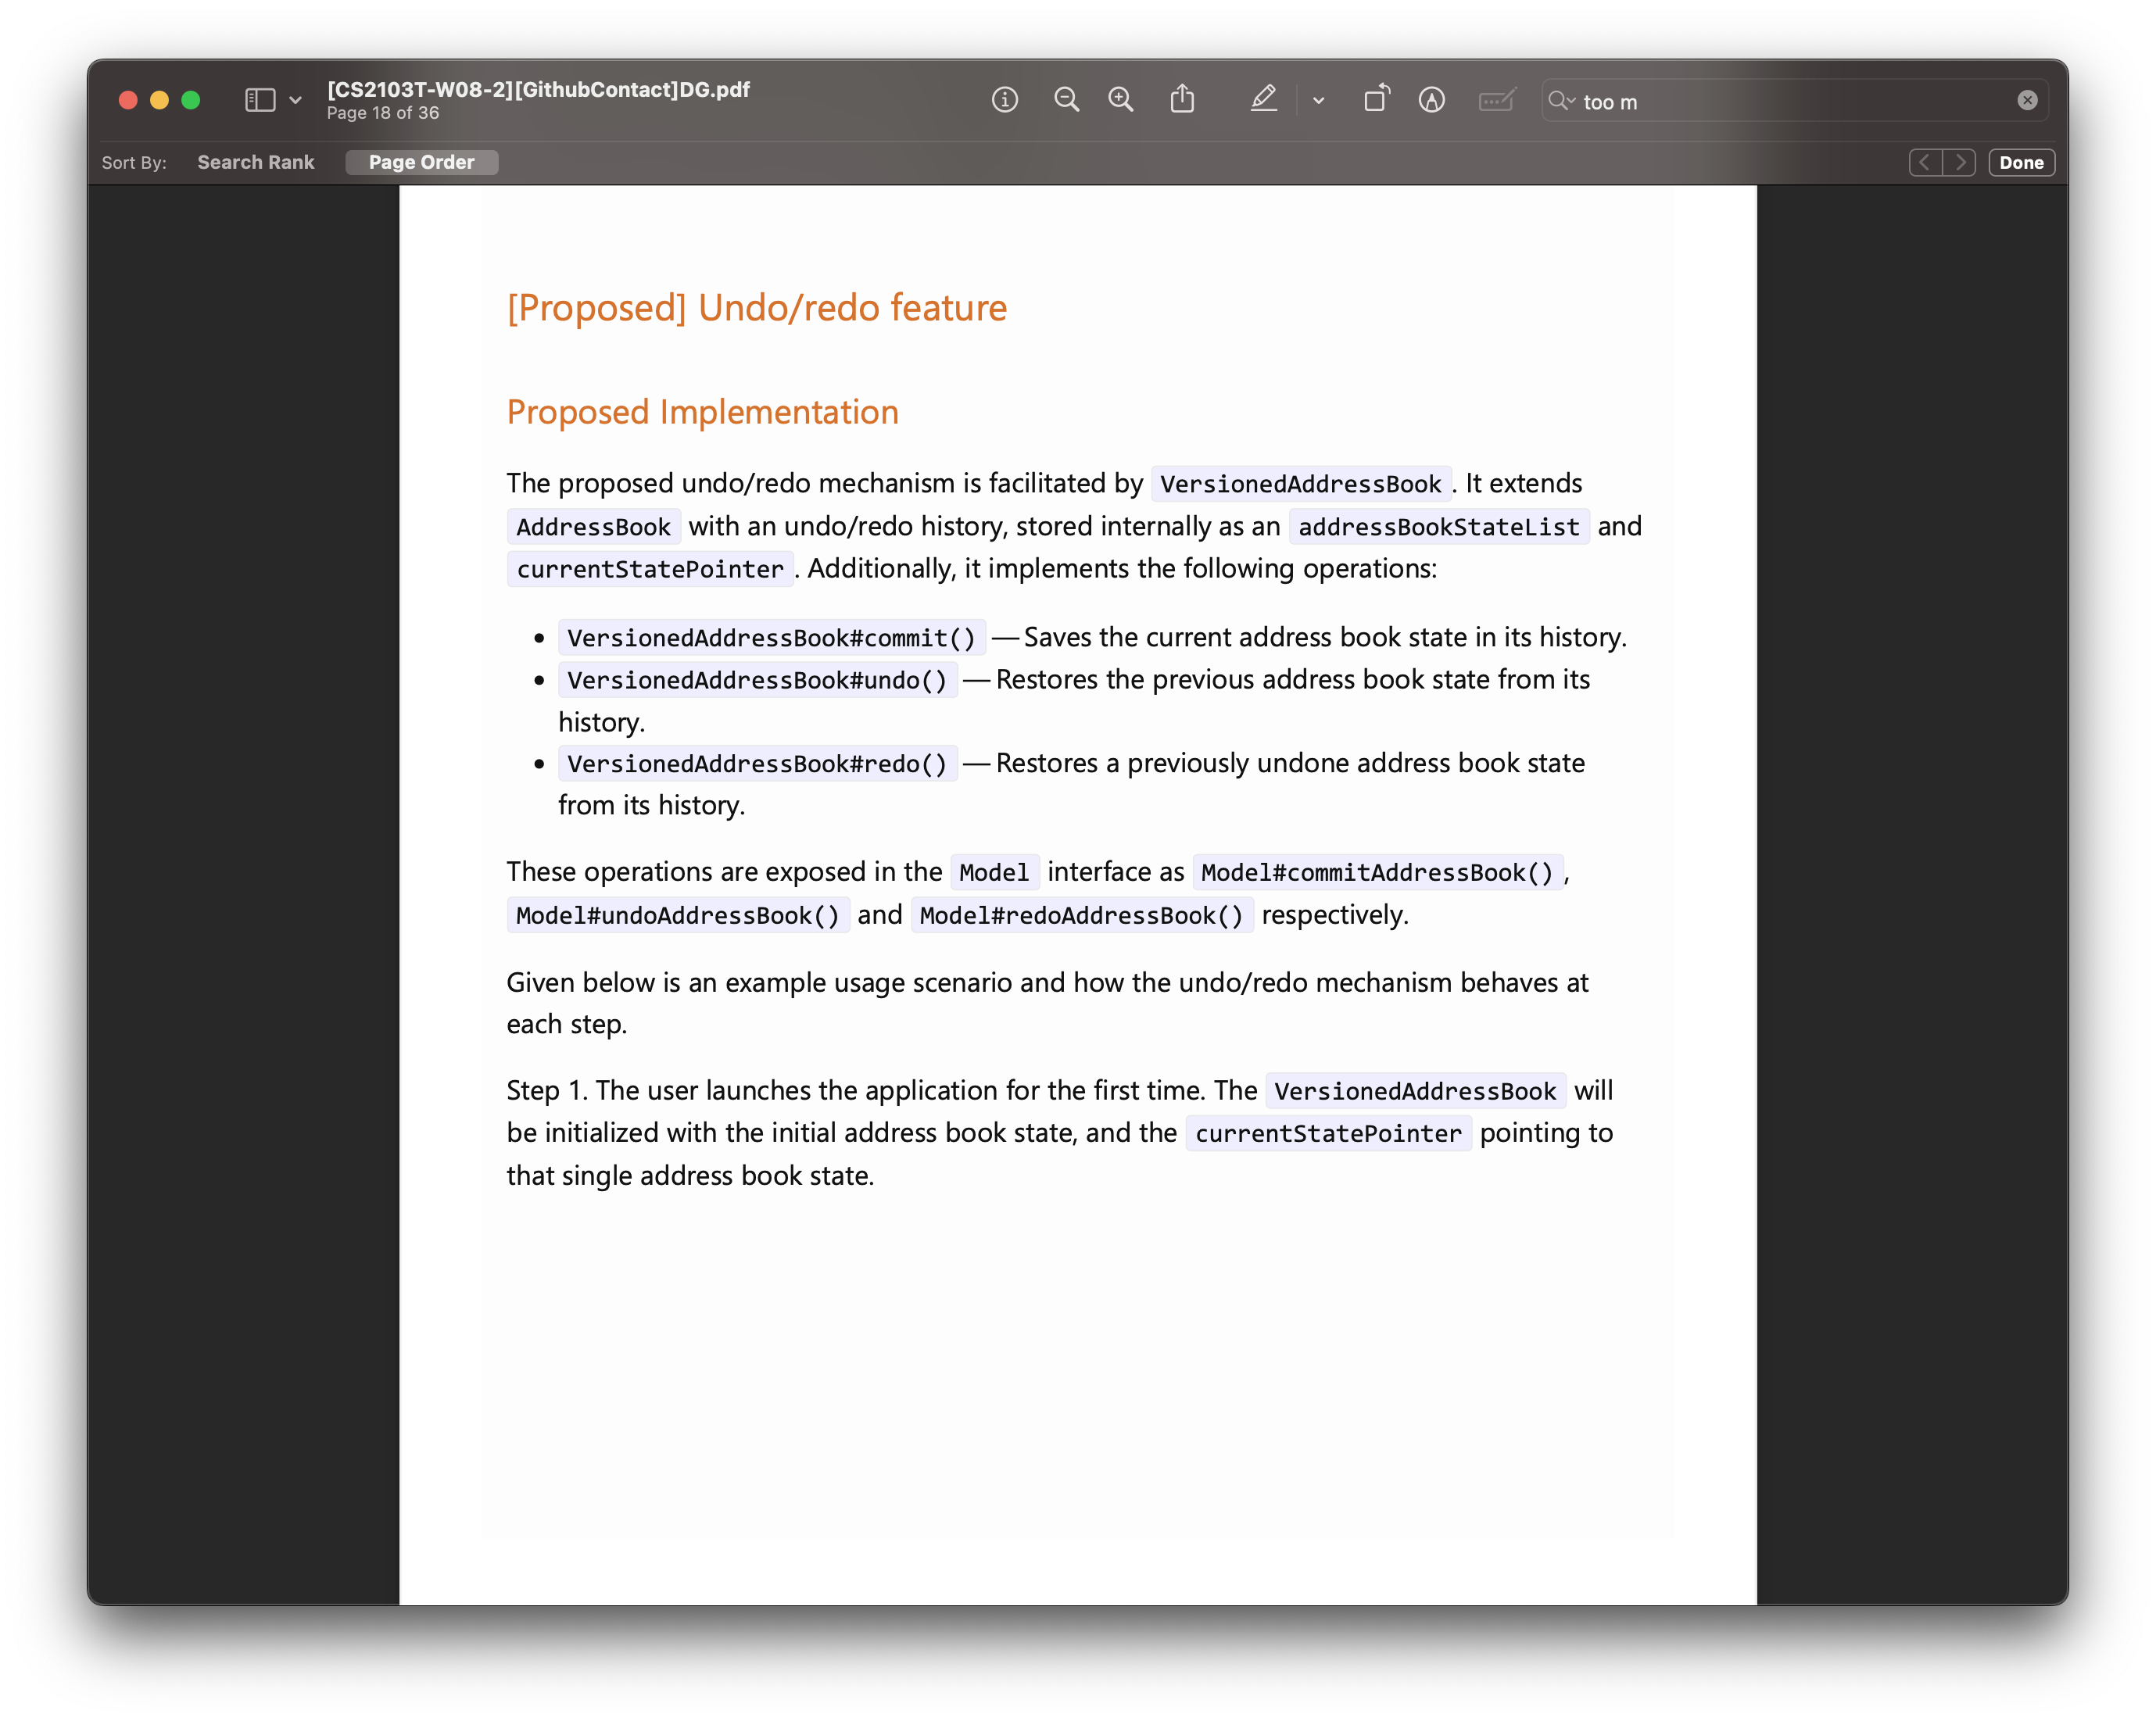 [CS2103T-W08-2][GithubContact]DG.pdf
Page 18 of 36
too m
Sort By: Search Rank Page Order Done
[Proposed] Undo/redo feature
Proposed Implementation
The proposed undo/redo mechanism is facilitated by VersionedAddressBook . It extends
AddressBook with an undo/redo history, stored internally as an addressBookStateList and
currentStatePointer . Additionally, it implements the following operations:
• VersionedAddressBook#commit() — Saves the current address book state in its history.
• VersionedAddressBook#undo() — Restores the previous address book state from its
history.
• VersionedAddressBook#redo() — Restores a previously undone address book state
from its history.
These operations are exposed in the Model interface as Model#commitAddressBook() ,
Model#undoAddressBook() and Model#redoAddressBook() respectively.
Given below is an example usage scenario and how the undo/redo mechanism behaves at
each step.
Step 1. The user launches the application for the first time. The VersionedAddressBook will
be initialized with the initial address book state, and the currentStatePointer pointing to
that single address book state.